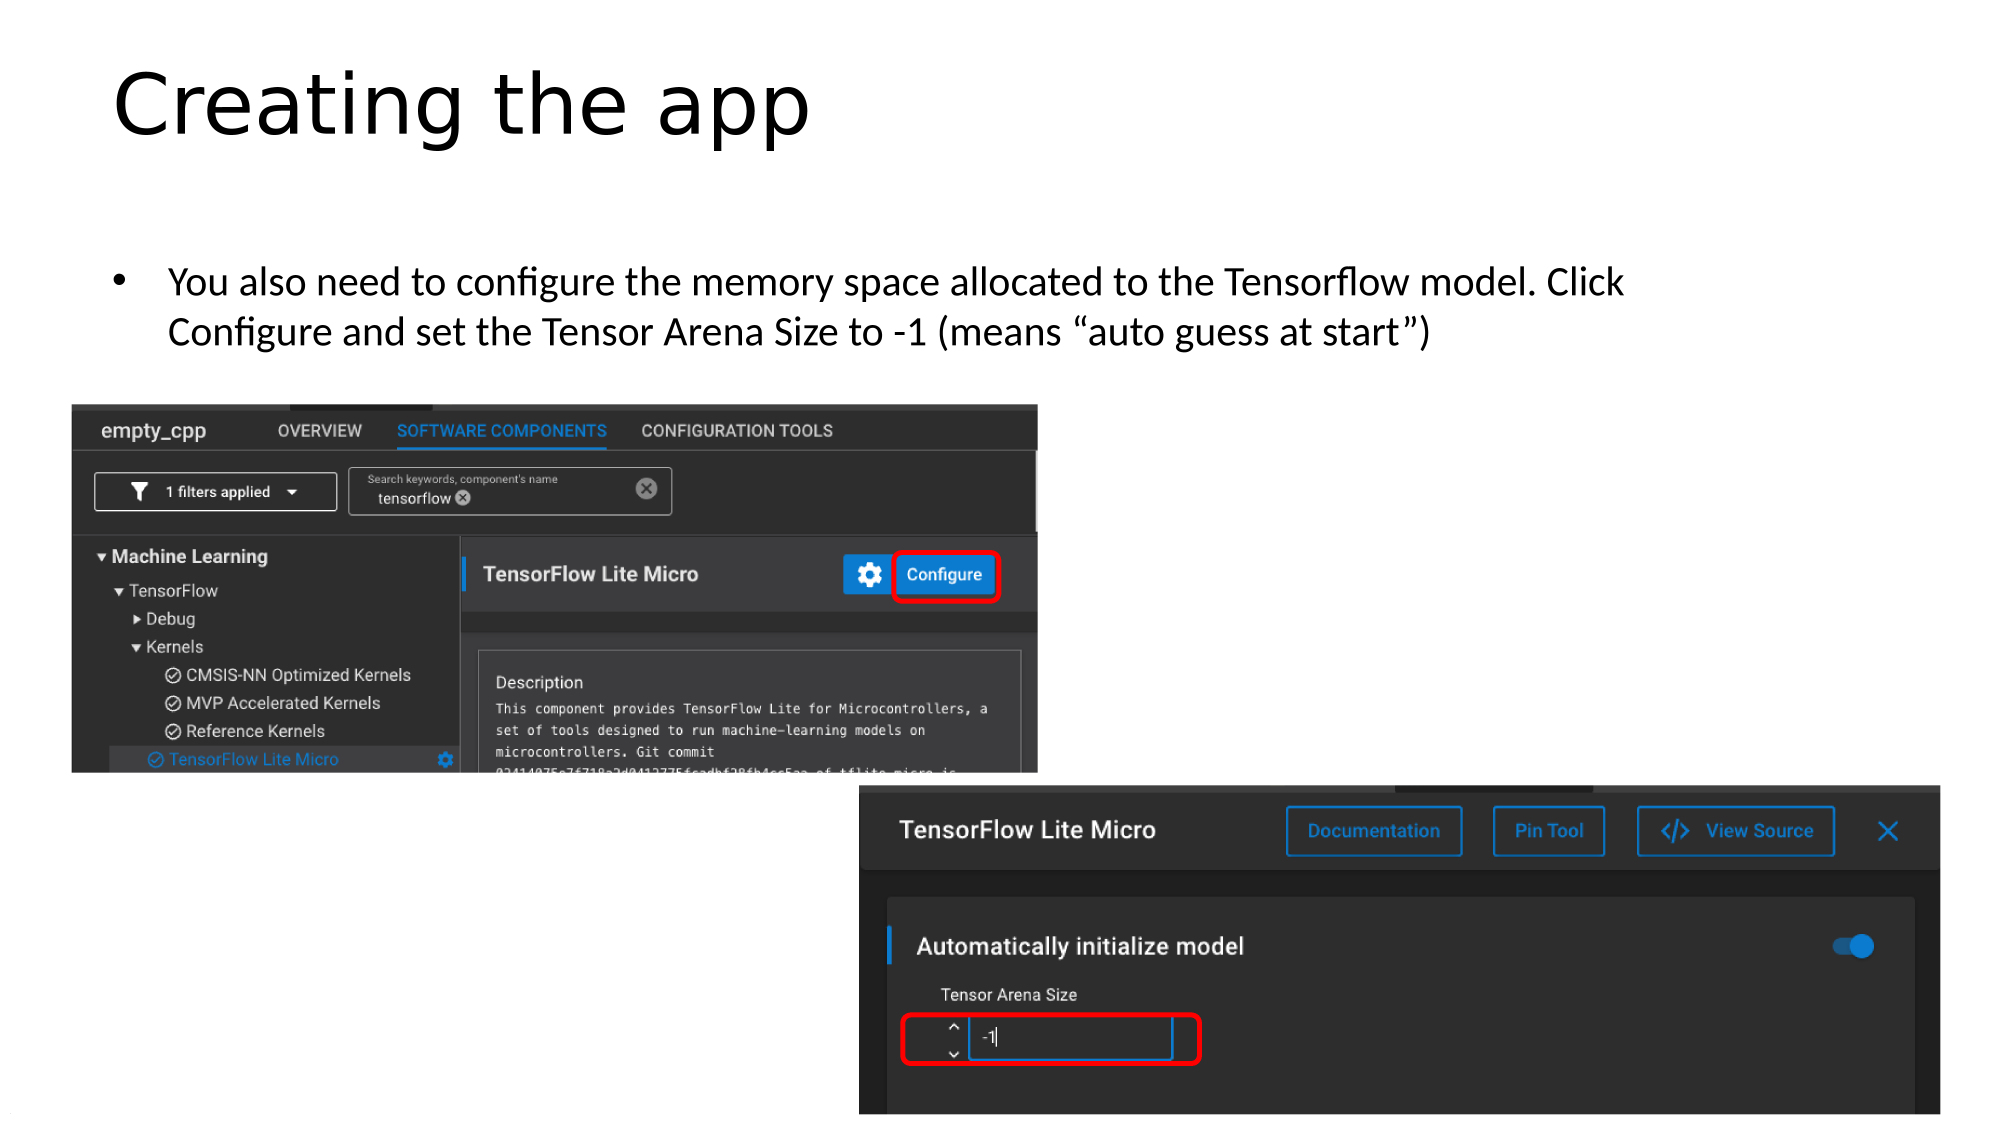 Creating the app
• You also need to configure the memory space allocated to the Tensorflow model. Click
Configure and set the Tensor Arena Size to -1 (means “auto guess at start”)
empty_cpp OVERVIEW SOFTWARE COMPONENTS CONFIGURATION TOOLS
1 filters applied
Search keywords, component's name
tensorflow
Machine Learning
TensorFlow
Debug
Kernels
CMSIS-NN Optimized Kernels
MVP Accelerated Kernels
Reference Kernels
TensorFlow Lite Micro
TensorFlow Lite Micro Configure
Description
This component provides TensorFlow Lite for Microcontrollers, a
set of tools designed to run machine-learning models on
microcontrollers. Git commit
TensorFlow Lite Micro Documentation Pin Tool </> View Source
Automatically initialize model
Tensor Arena Size
-1